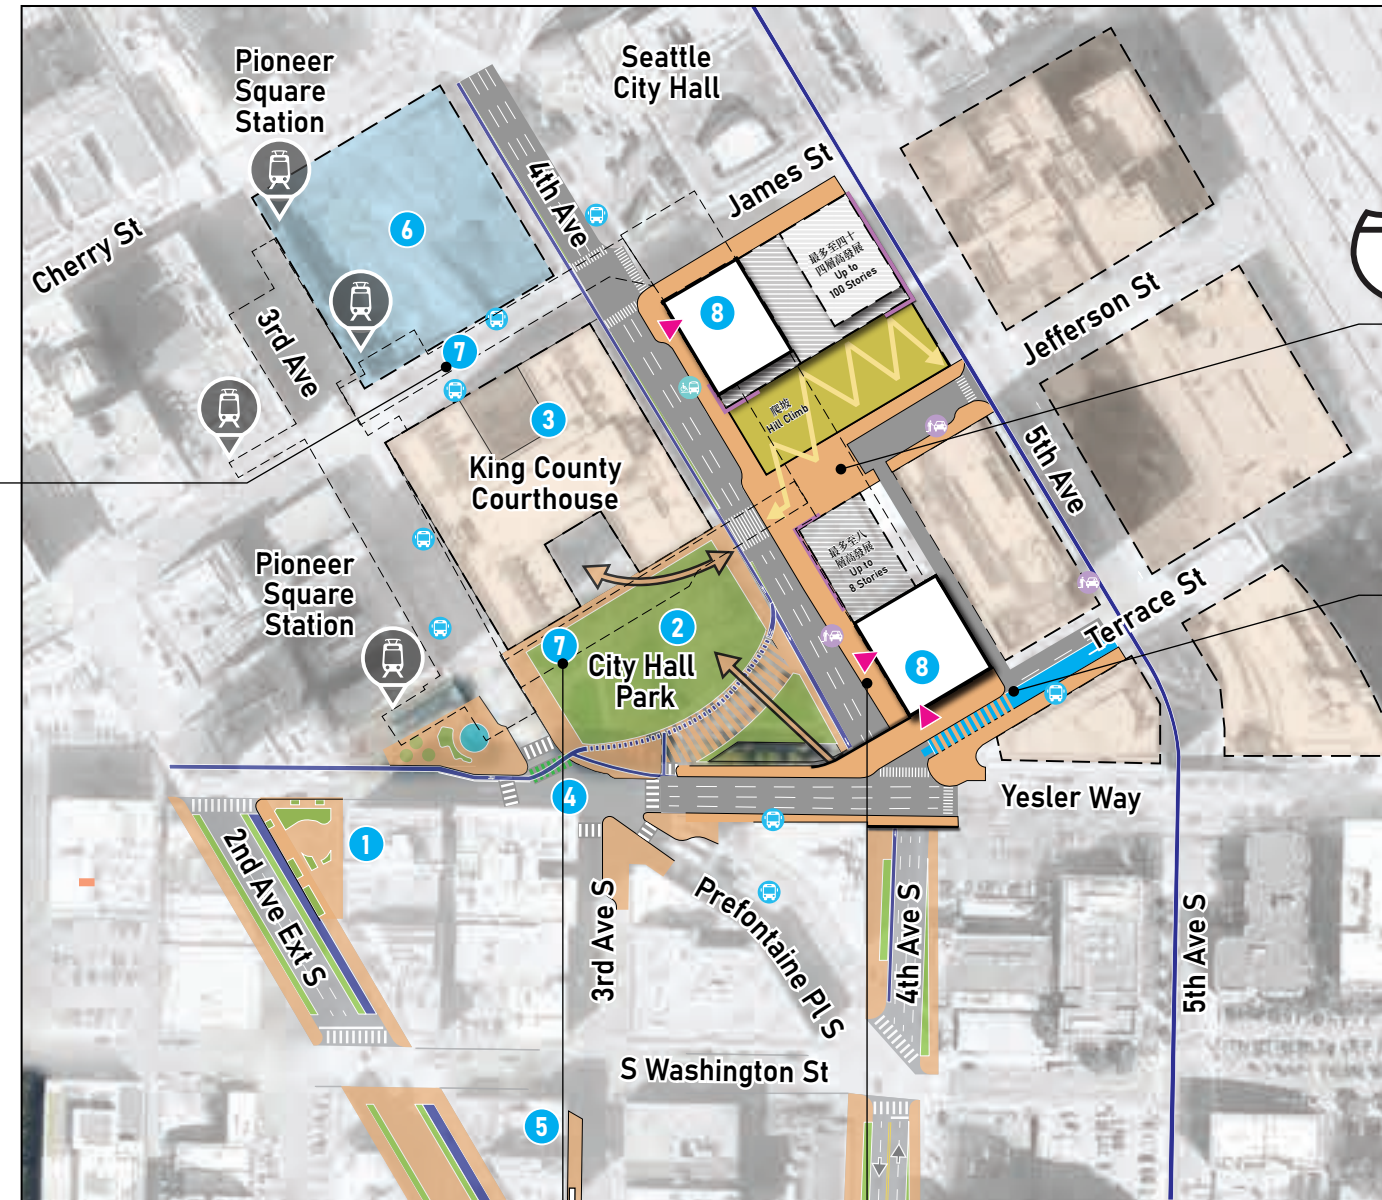 Pioneer
Square
Station
Seattle
City Hall
4th Ave
James St
Cherry St
6
最多至四十
四層高發展
Up to
100 Stories
8
Jefferson St
3rd Ave
7
3
爬坡
Hill Climb
King County
Courthouse
5th Ave
最多至八
層高發展
Up to
8 Stories
Pioneer
Square
Station
Terrace St
2
7
City Hall
Park
8
4
Yesler Way
1
2nd Ave Ext S
3rd Ave S
Prefontaine Pl S
4th Ave S
5th Ave S
S Washington St
5